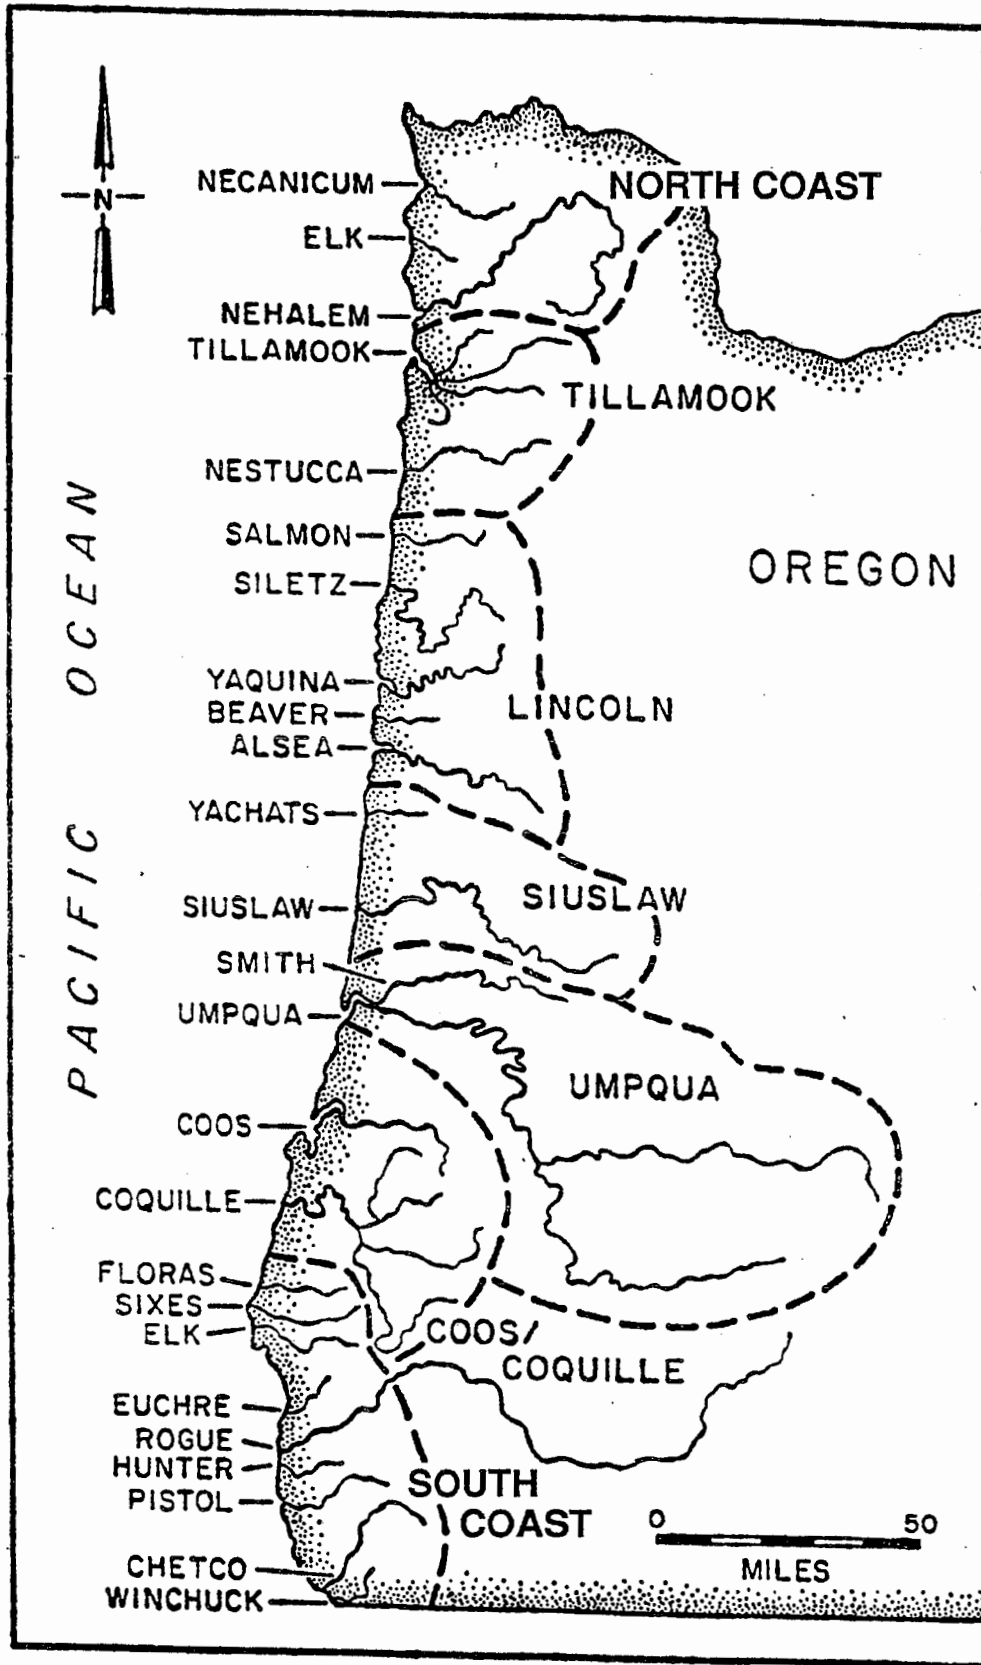 N
NECANICUM
NORTH COAST
ELK
NEHALEM
TILLAMOOK
TILLAMOOK
NESTUCCA
SALMON
OREGON
SILETZ
YAQUINA
BEAVER
LINCOLN
ALSEA
YACHATS
SIUSLAW
SIUSLAW
SMITH
UMPQUA
UMPQUA
COOS
COQUILLE
FLORAS
SIXES
ELK
COOS/
COQUILLE
EUCHRE
ROGUE
HUNTER
PISTOL
SOUTH
COAST
0 50
MILES
CHETCO
WINCHUCK
PACIFIC OCEAN